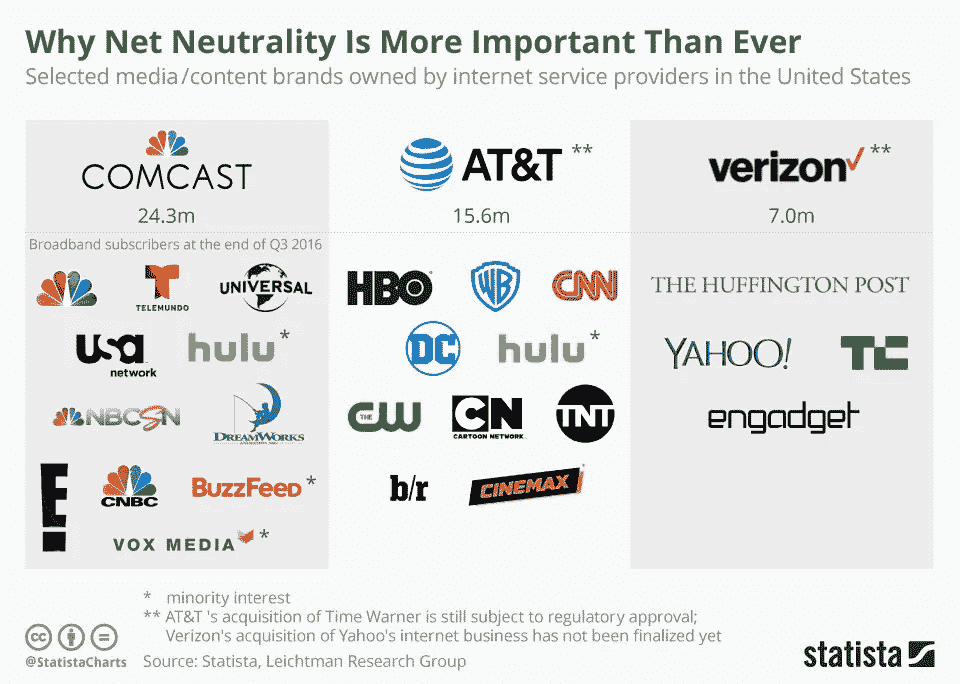 Why Net Neutrality Is More Important Than Ever
Selected media/content brands owned by internet service providers in the United States
COMCAST
AT&T **
verizon✓ **
24.3m
15.6m
7.0m
Broadband subscribers at the end of Q3 2016
TELEMUNDO
UNIVERSAL
HBO
WB
CNN
THE HUFFINGTON POST
usa network
hulu*
DC
hulu*
YAHOO!
TC
NBCSN
DREAMWORKS
THE CW
CN
CARTOON NETWORK
TNT
engadget
E!
CNBC
BUZZFEED*
b/r
CINEMAX
VOX MEDIA*
* minority interest
** AT&T 's acquisition of Time Warner is still subject to regulatory approval;
Verizon's acquisition of Yahoo's internet business has not been finalized yet
cc
@StatistaCharts
Source: Statista, Leichtman Research Group
statista